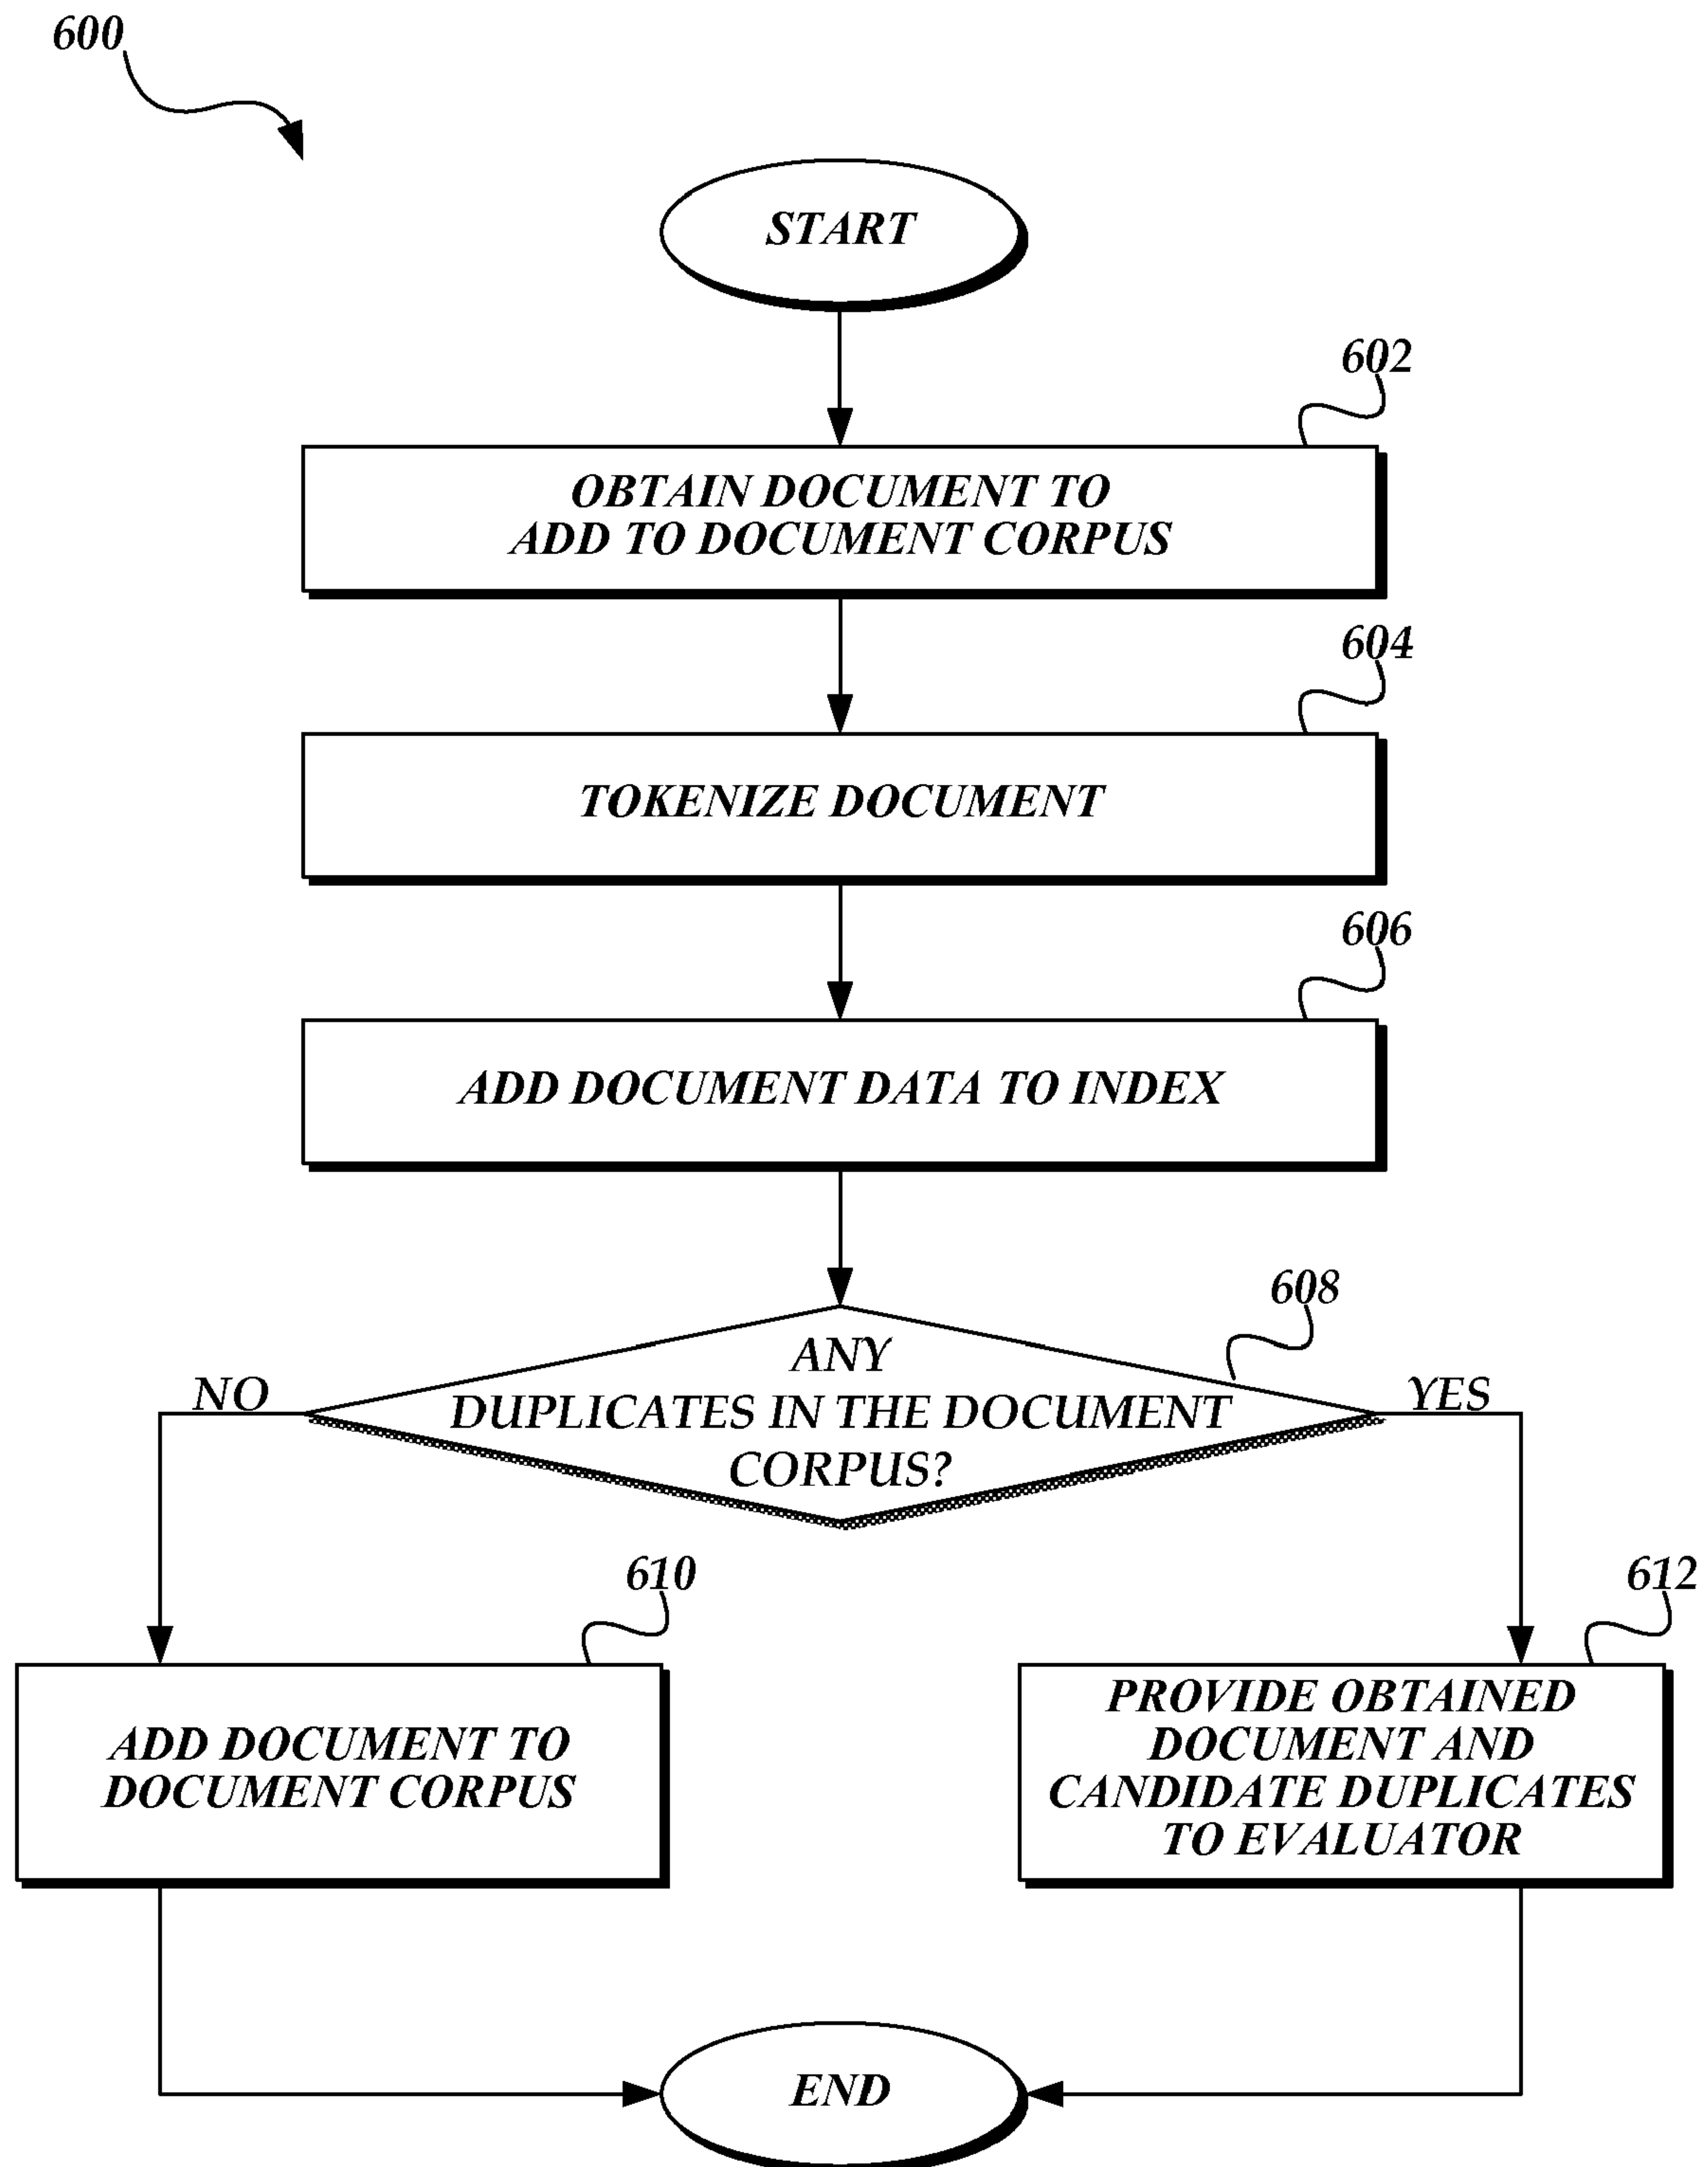 600
START
602
OBTAIN DOCUMENT TO
ADD TO DOCUMENT CORPUS
604
TOKENIZE DOCUMENT
606
ADD DOCUMENT DATA TO INDEX
608
ANY
DUPLICATES IN THE DOCUMENT
CORPUS?
NO
YES
610
ADD DOCUMENT TO
DOCUMENT CORPUS
612
PROVIDE OBTAINED
DOCUMENT AND
CANDIDATE DUPLICATES
TO EVALUATOR
END